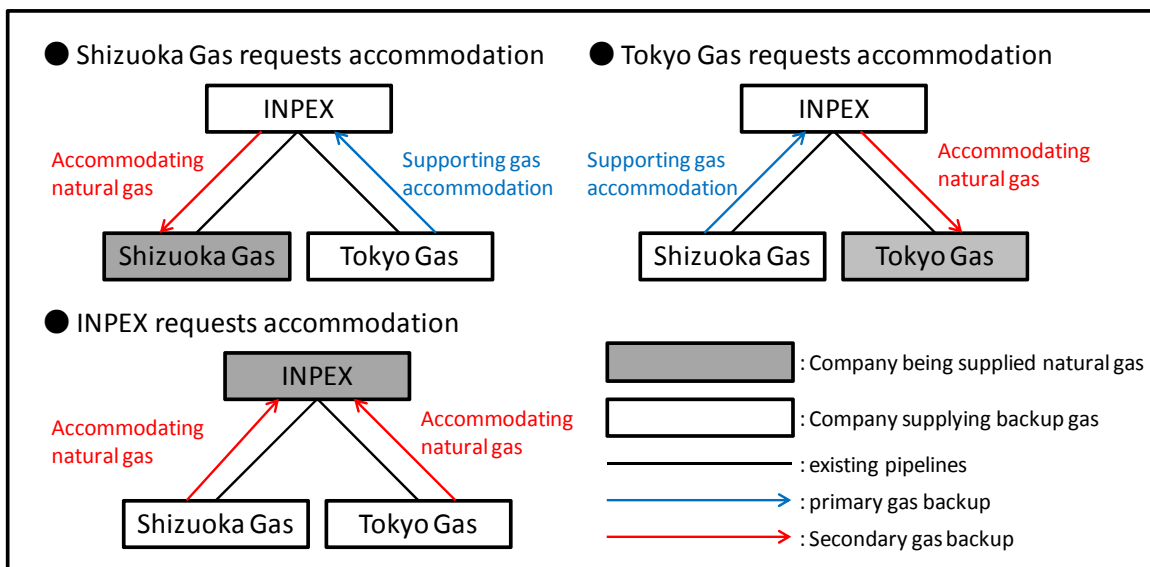 ● Shizuoka Gas requests accommodation
INPEX
Accommodating
natural gas
Supporting gas
accommodation
Shizuoka Gas
Tokyo Gas
● Tokyo Gas requests accommodation
INPEX
Supporting gas
accommodation
Accommodating
natural gas
Shizuoka Gas
Tokyo Gas
● INPEX requests accommodation
INPEX
Accommodating
natural gas
Accommodating
natural gas
Shizuoka Gas
Tokyo Gas
: Company being supplied natural gas
: Company supplying backup gas
: existing pipelines
: primary gas backup
: Secondary gas backup